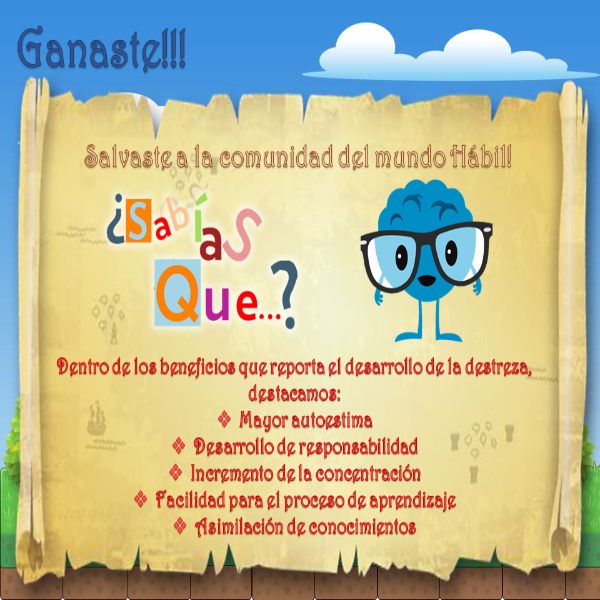 Ganaste!!!
Salvaste a la comunidad del mundo Hábil!
¿Sabías
Que...?
Dentro de los beneficios que reporta el desarrollo de la destreza,
destacamos:
❖ Mayor autoestima
❖ Desarrollo de responsabilidad
❖ Incremento de la concentración
❖ Facilidad para el proceso de aprendizaje
❖ Asimilación de conocimientos